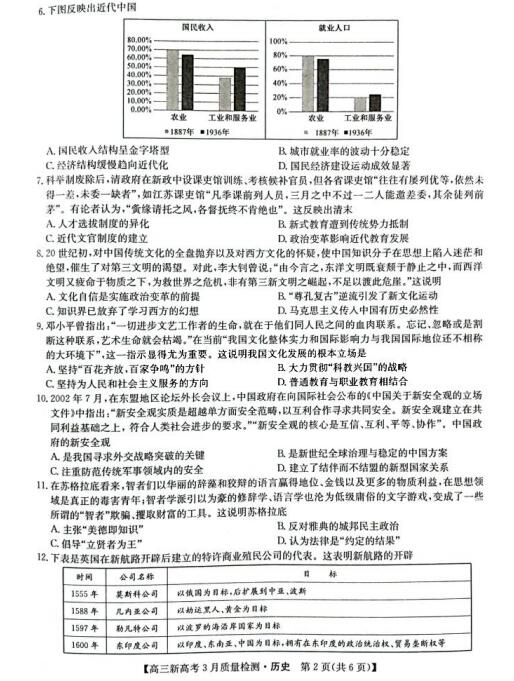 6.下图反映出近代中国
国民收入
80.00%
70.00%
60.00%
50.00%
40.00%
30.00%
20.00%
10.00%
0.00%
农业 工业和服务业
■1887年 ■1936年
就业人口
100%
80%
60%
40%
20%
0%
农业 工业和服务业
■1887年 ■1936年
A.国民收入结构呈金字塔型 B.城市就业率的波动十分稳定
C.经济结构缓慢趋向近代化 D.国民经济建设运动成效显著
7.科举制废除后,清政府在新政中设课吏馆训练、考核候补官员,但各省课吏馆“往往有屡列优等,依然未
得一差,未委一缺者”,如江苏课吏馆“凡季课前列人员,三月之中不过一二人能邀差委,其余徒列前
茅”。有论者认为,“夤缘请托之风,各督抚终不肯绝也”。这反映出清末
A.人才选拔制度的异化 B.新式教育遭到传统势力抵制
C.近代文官制度的建立 D.政治变革影响近代教育发展
8.20世纪初,对中国传统文化的全盘抛弃以及对西方文化的怀疑,使中国知识分子在思想上陷入迷茫和
绝望,催生了对第三文明的渴望。对此,李大钊曾说:“由今言之,东洋文明既衰颓于静止之中,而西洋
文明又疲命于物质之下,为救世界之危机,非有第三新文明之崛起,不足以渡此危崖。”这说明
A.文化自信是实施政治变革的前提 B.“尊孔复古”逆流引发了新文化运动
C.知识界已放弃了学习西方的幻想 D.马克思主义传入中国有历史必然性
9.邓小平曾指出:“一切进步文艺工作者的生命,就在于他们同人民之间的血肉联系。忘记、忽略或是割
断这种联系,艺术生命就会枯竭。”在当前“我国文化整体实力和国际影响力与我国国际地位还不相称
的大环境下”,这一指示显得尤为重要。这说明我国文化发展的根本立场是
A.坚持“百花齐放,百家争鸣”的方针 B.大力贯彻“科教兴国”的战略
C.坚持为人民和社会主义服务的方向 D.普通教育与职业教育相结合
10.2002年7月,在东盟地区论坛外长会议上,中国政府在向国际社会公布的《中国关于新安全观的立场
文件》中指出:“新安全观实质是超越单方面安全范畴,以互利合作寻求共同安全。新安全观建立在共
同利益基础之上,符合人类社会进步的要求。”“新安全观的核心是互信、互利、平等、协作”。中国政府
的新安全观
A.是我国寻求外交战略突破的关键 B.是新世纪全球治理与稳定的中国方案
C.注重防范传统军事领域内的安全 D.建立了结伴而不结盟的新型国家关系
11.在苏格拉底看来,智者们以华丽的辞藻和狡辩的语言赢得地位、金钱以及更多的物质利益,在思想领
域是真正的毒害青年;智者学派引以为豪的修辞学、语言学也沦为低级庸俗的文字游戏,变成了一些
所谓的“智者”欺骗、攫取财富的工具。这说明苏格拉底
A.主张“美德即知识” B.反对雅典的城邦民主政治
C.倡导“立贤者为王” D.认为法律是“约定的结果”
12.下表是英国在新航路开辟后建立的特许商业殖民公司的代表。这表明新航路的开辟
时间 公司名称 目标
1555年 莫斯科公司 以俄国为目标,后扩展到中亚、波斯
1588年 几内亚公司 以劫运黑人、黄金为目标
1597年 勒凡特公司 以波罗的海沿岸国家为目标
1600年 东印度公司 以印度、东南亚、中国为目标,拥有在东印度的政治统治权、贸易垄断权等
【高三新高考3月质量检测·历史 第2页(共6页)】